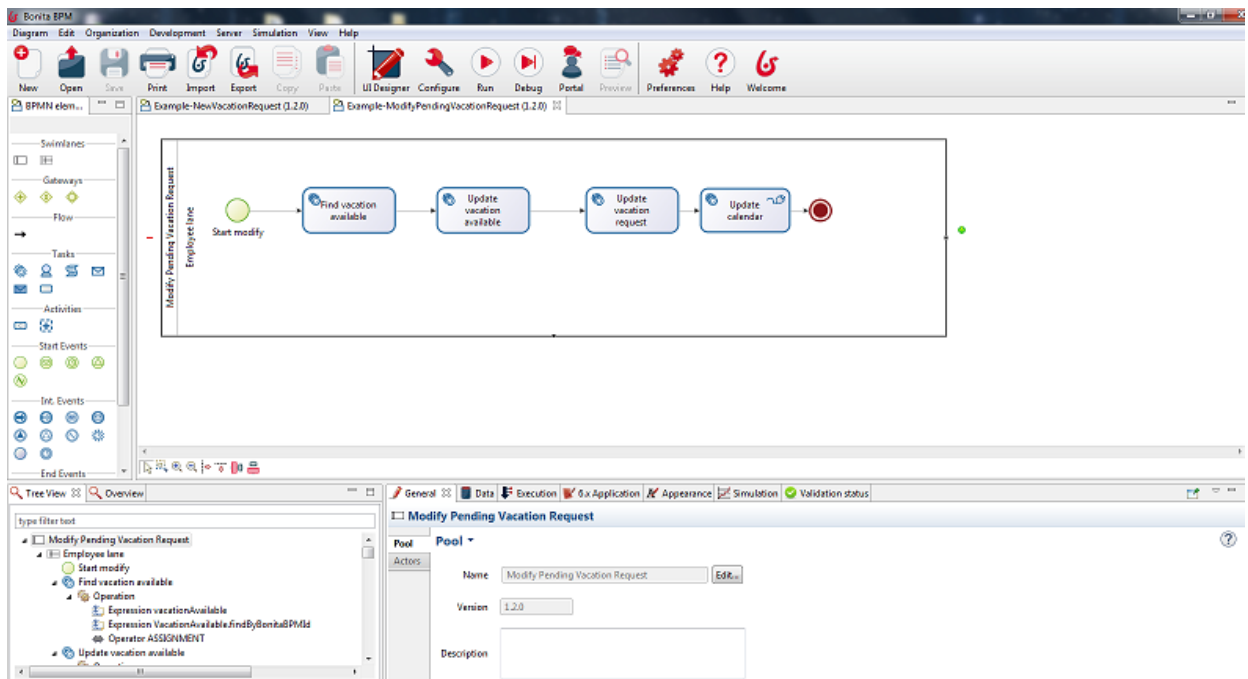 Bonita BPM
Diagram Edit Organization Development Server Simulation View Help
New Open Save Print Import Export Copy Paste UI Designer Configure Run Debug Portal Preview Preferences Help Welcome
BPMN elem... Example-NewVacationRequest (1.2.0) Example-ModifyPendingVacationRequest (1.2.0)
Swimlanes
Gateways
Flow
Tasks
Activities
Start Events
Int. Events
End Events
Modify Pending Vacation Request
Employee lane
Start modify
Find vacation
available
Update
vacation
available
Update
vacation
request
Update
calendar
Tree View Overview
type filter text
Modify Pending Vacation Request
Employee lane
Start modify
Find vacation available
Operation
Expression vacationAvailable
Expression VacationAvailable.findByBonitaBPMId
Operator ASSIGNMENT
Update vacation available
General Data Execution 6.x Application Appearance Simulation Validation status
Modify Pending Vacation Request
Pool Pool
Actors
Name Modify Pending Vacation Request Edit...
Version 1.2.0
Description